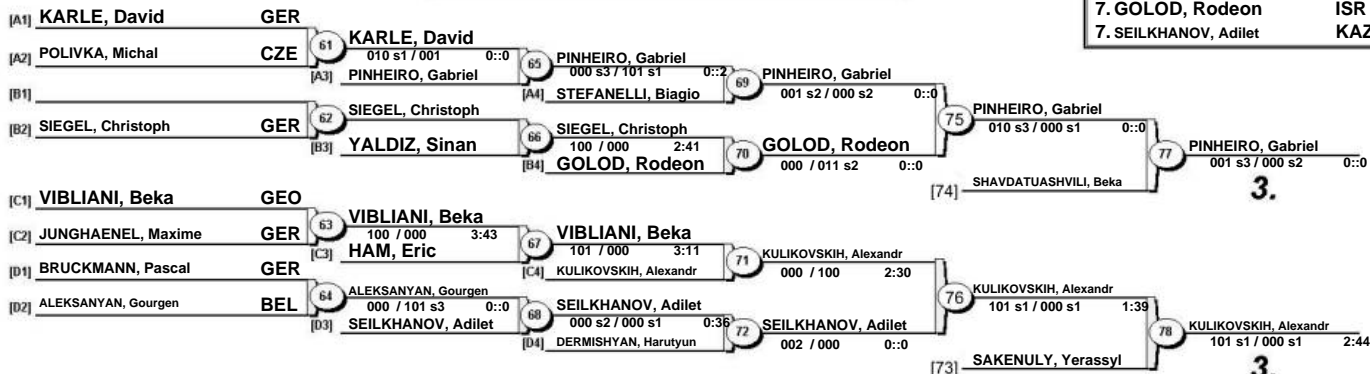 7. GOLOD, Rodeon ISR
7. SEILKHANOV, Adilet KAZ
[A1] KARLE, David GER
[A2] POLIVKA, Michal CZE
61 KARLE, David
010 s1 / 001 0::0
[A3] PINHEIRO, Gabriel
65 PINHEIRO, Gabriel
000 s3 / 101 s1 0::2
[A4] STEFANELLI, Biagio
69 PINHEIRO, Gabriel
001 s2 / 000 s2 0::0
[B1]
[B2] SIEGEL, Christoph GER
62 SIEGEL, Christoph
[B3] YALDIZ, Sinan
66 SIEGEL, Christoph
100 / 000 2:41
[B4] GOLOD, Rodeon
70 GOLOD, Rodeon
000 / 011 s2 0::0
75 PINHEIRO, Gabriel
010 s3 / 000 s1 0::0
[74] SHAVDATUASHVILI, Beka
77 PINHEIRO, Gabriel
001 s3 / 000 s2 0::0
3.
[C1] VIBLIANI, Beka GEO
[C2] JUNGHAENEL, Maxime GER
63 VIBLIANI, Beka
100 / 000 3:43
[C3] HAM, Eric
67 VIBLIANI, Beka
101 / 000 3:11
[C4] KULIKOVSKIH, Alexandr
71 KULIKOVSKIH, Alexandr
000 / 100 2:30
[D1] BRUCKMANN, Pascal GER
[D2] ALEKSANYAN, Gourgen BEL
64 ALEKSANYAN, Gourgen
000 / 101 s3 0::0
[D3] SEILKHANOV, Adilet
68 SEILKHANOV, Adilet
000 s2 / 000 s1 0:36
[D4] DERMISHYAN, Harutyun
72 SEILKHANOV, Adilet
002 / 000 0::0
76 KULIKOVSKIH, Alexandr
101 s1 / 000 s1 1:39
[73] SAKENULY, Yerassyl
78 KULIKOVSKIH, Alexandr
101 s1 / 000 s1 2:44
3.